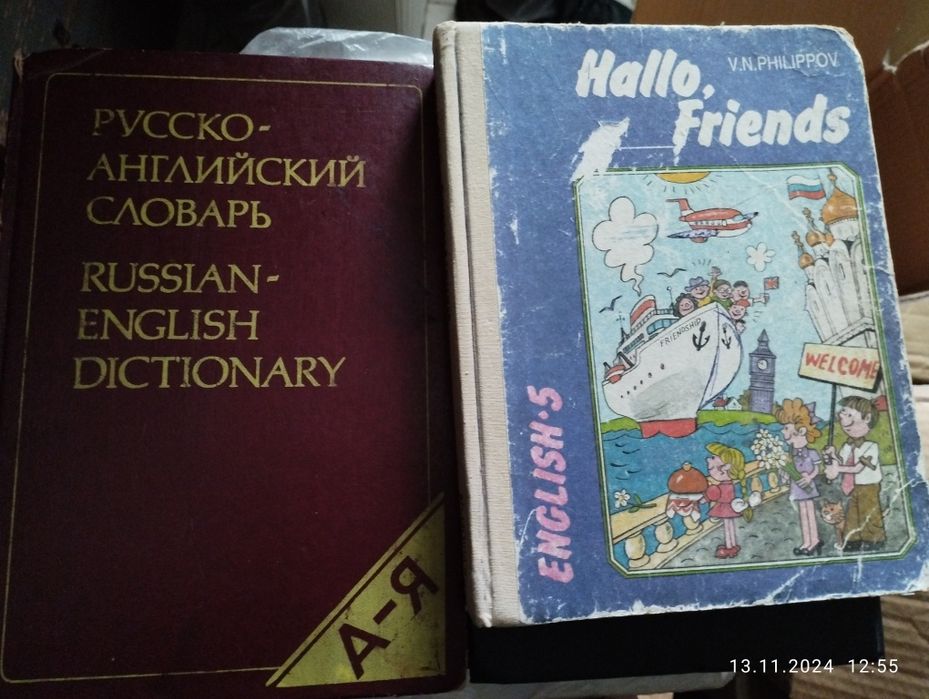 РУССКО-
АНГЛИЙСКИЙ
СЛОВАРЬ
RUSSIAN-
ENGLISH
DICTIONARY
А-Я
V.N.PHILIPPOV
Hallo,
Friends
FRIENDSHIP
WELCOME
ENGLISH·5
13.11.2024 12:55